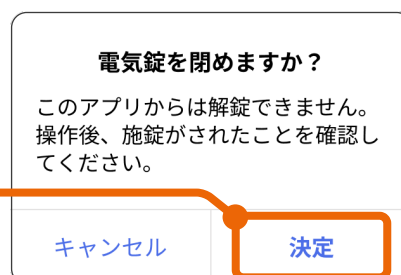 電気錠を閉めますか？
このアプリからは解錠できません。
操作後、施錠がされたことを確認し
てください。
キャンセル
決定